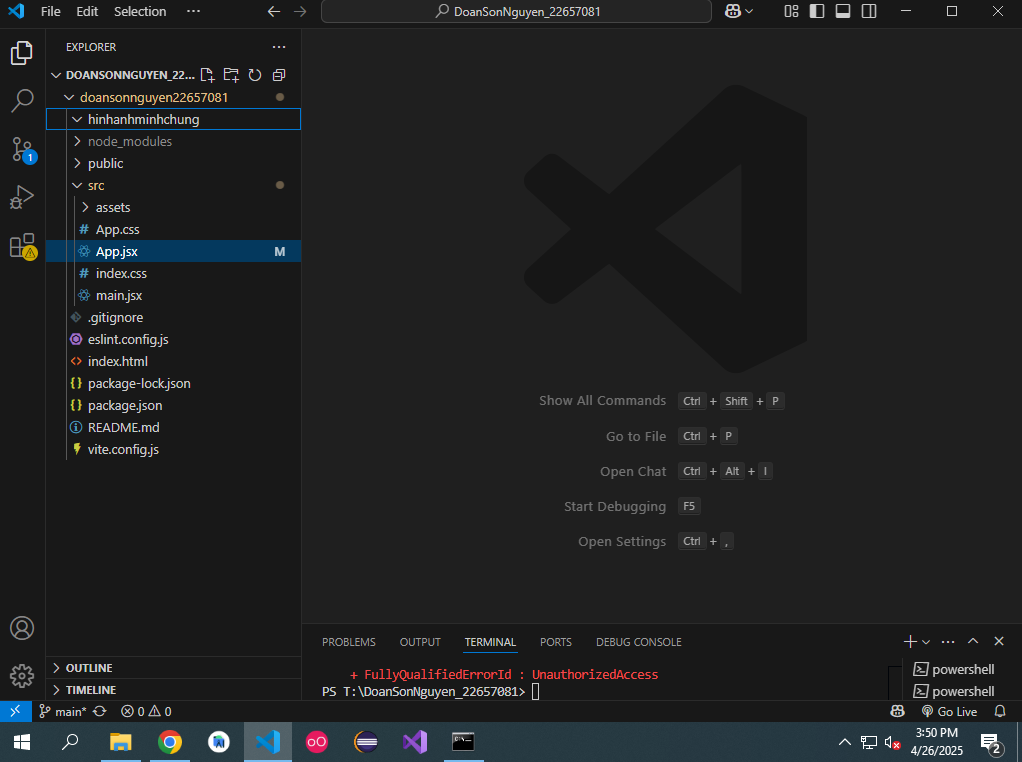 File Edit Selection ···
DoanSonNguyen_22657081
EXPLORER
DOANSONNGUYEN_22...
doansonnguyen22657081
hinhanhminhchung
node_modules
public
src
assets
# App.css
App.jsx M
# index.css
main.jsx
.gitignore
eslint.config.js
<> index.html
{} package-lock.json
{} package.json
README.md
vite.config.js
OUTLINE
TIMELINE
1
Show All Commands Ctrl + Shift + P
Go to File Ctrl + P
Open Chat Ctrl + Alt + I
Start Debugging F5
Open Settings Ctrl + ,
PROBLEMS OUTPUT TERMINAL PORTS DEBUG CONSOLE
+ FullyQualifiedErrorId : UnauthorizedAccess
PS T:\DoanSonNguyen_22657081>
powershell
powershell
main* 0 0 Go Live
3:50 PM
4/26/2025
2